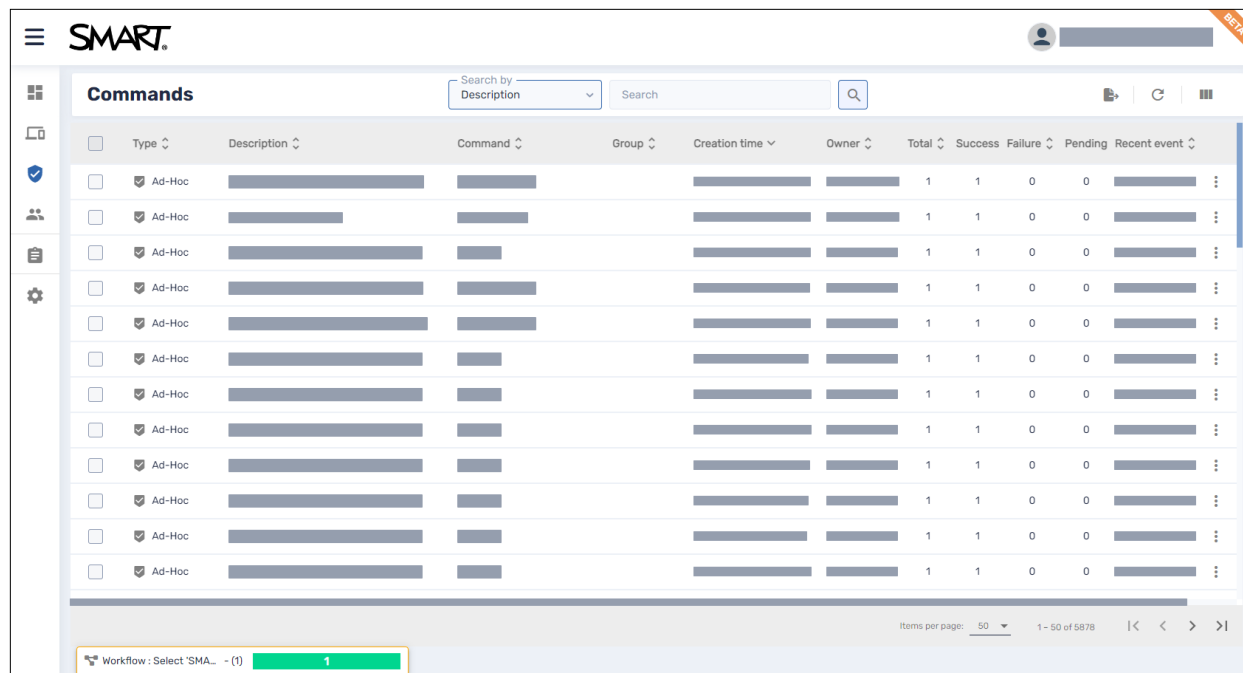 SMART
BETA
Commands
Search by
Description
Search
Type Description Command Group Creation time Owner Total Success Failure Pending Recent event
Ad-Hoc 1 1 0 0
Ad-Hoc 1 1 0 0
Ad-Hoc 1 1 0 0
Ad-Hoc 1 1 0 0
Ad-Hoc 1 1 0 0
Ad-Hoc 1 1 0 0
Ad-Hoc 1 1 0 0
Ad-Hoc 1 1 0 0
Ad-Hoc 1 1 0 0
Ad-Hoc 1 1 0 0
Ad-Hoc 1 1 0 0
Ad-Hoc 1 1 0 0
Items per page: 50 1 – 50 of 5878
Workflow : Select 'SMA... - (1) 1